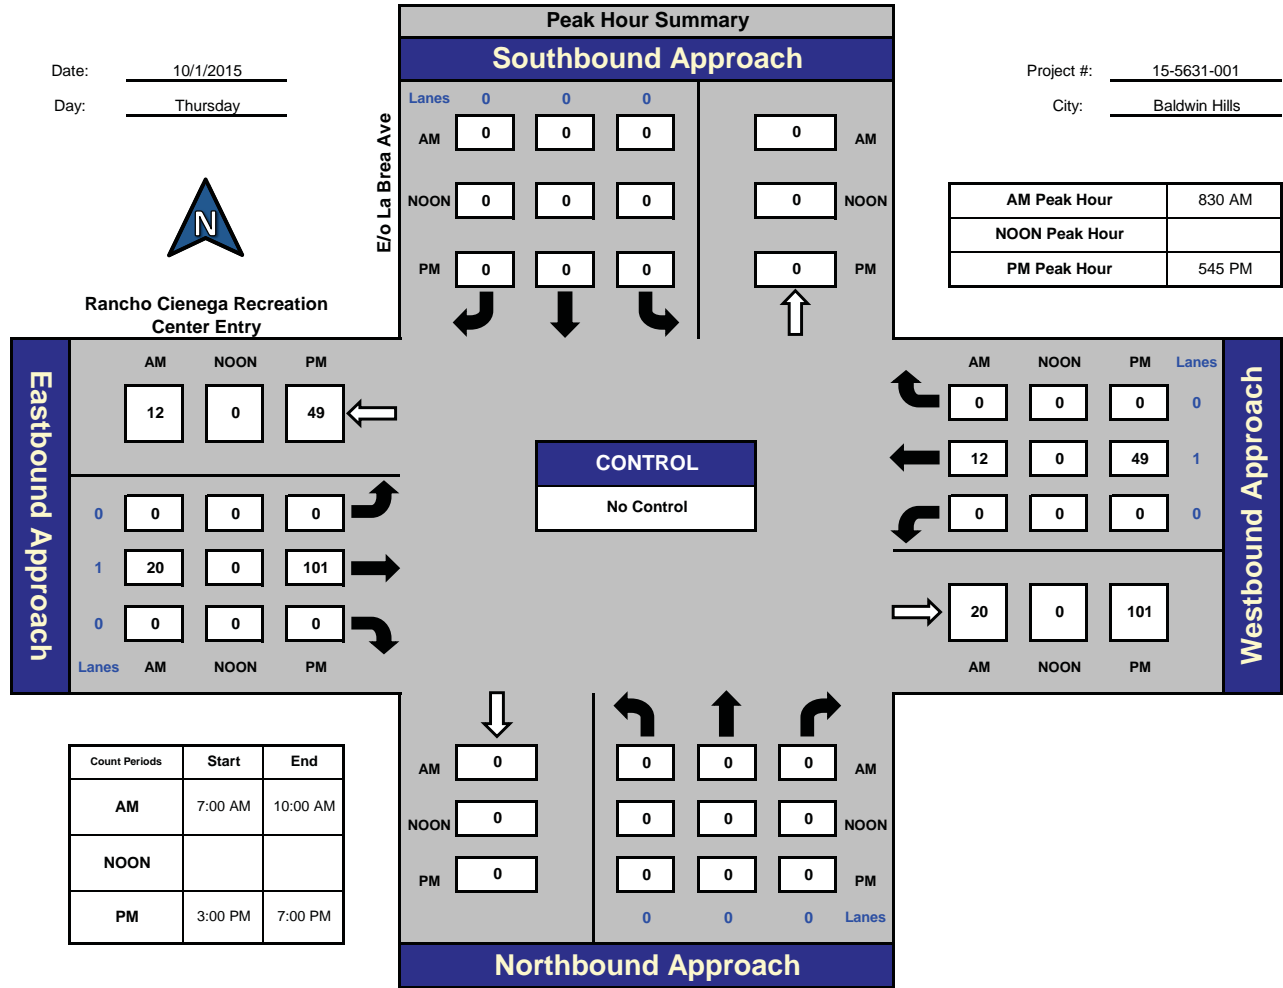 Peak Hour Summary
Southbound Approach
Date: 10/1/2015
Day: Thursday
Project #: 15-5631-001
City: Baldwin Hills
E/o La Brea Ave
Lanes 0 0 0
AM 0 0 0 0 AM
NOON 0 0 0 0 NOON
PM 0 0 0 0 PM
N
AM Peak Hour 830 AM
NOON Peak Hour
PM Peak Hour 545 PM
Rancho Cienega Recreation
Center Entry
Eastbound Approach
AM NOON PM
12 0 49
0 0 0 0
1 20 0 101
0 0 0 0
Lanes AM NOON PM
CONTROL
No Control
AM NOON PM Lanes
0 0 0 0
12 0 49 1
0 0 0 0
20 0 101
AM NOON PM
Westbound Approach
Count Periods Start End
AM 7:00 AM 10:00 AM
NOON
PM 3:00 PM 7:00 PM
AM 0 0 0 0 AM
NOON 0 0 0 0 NOON
PM 0 0 0 0 PM
0 0 0 Lanes
Northbound Approach